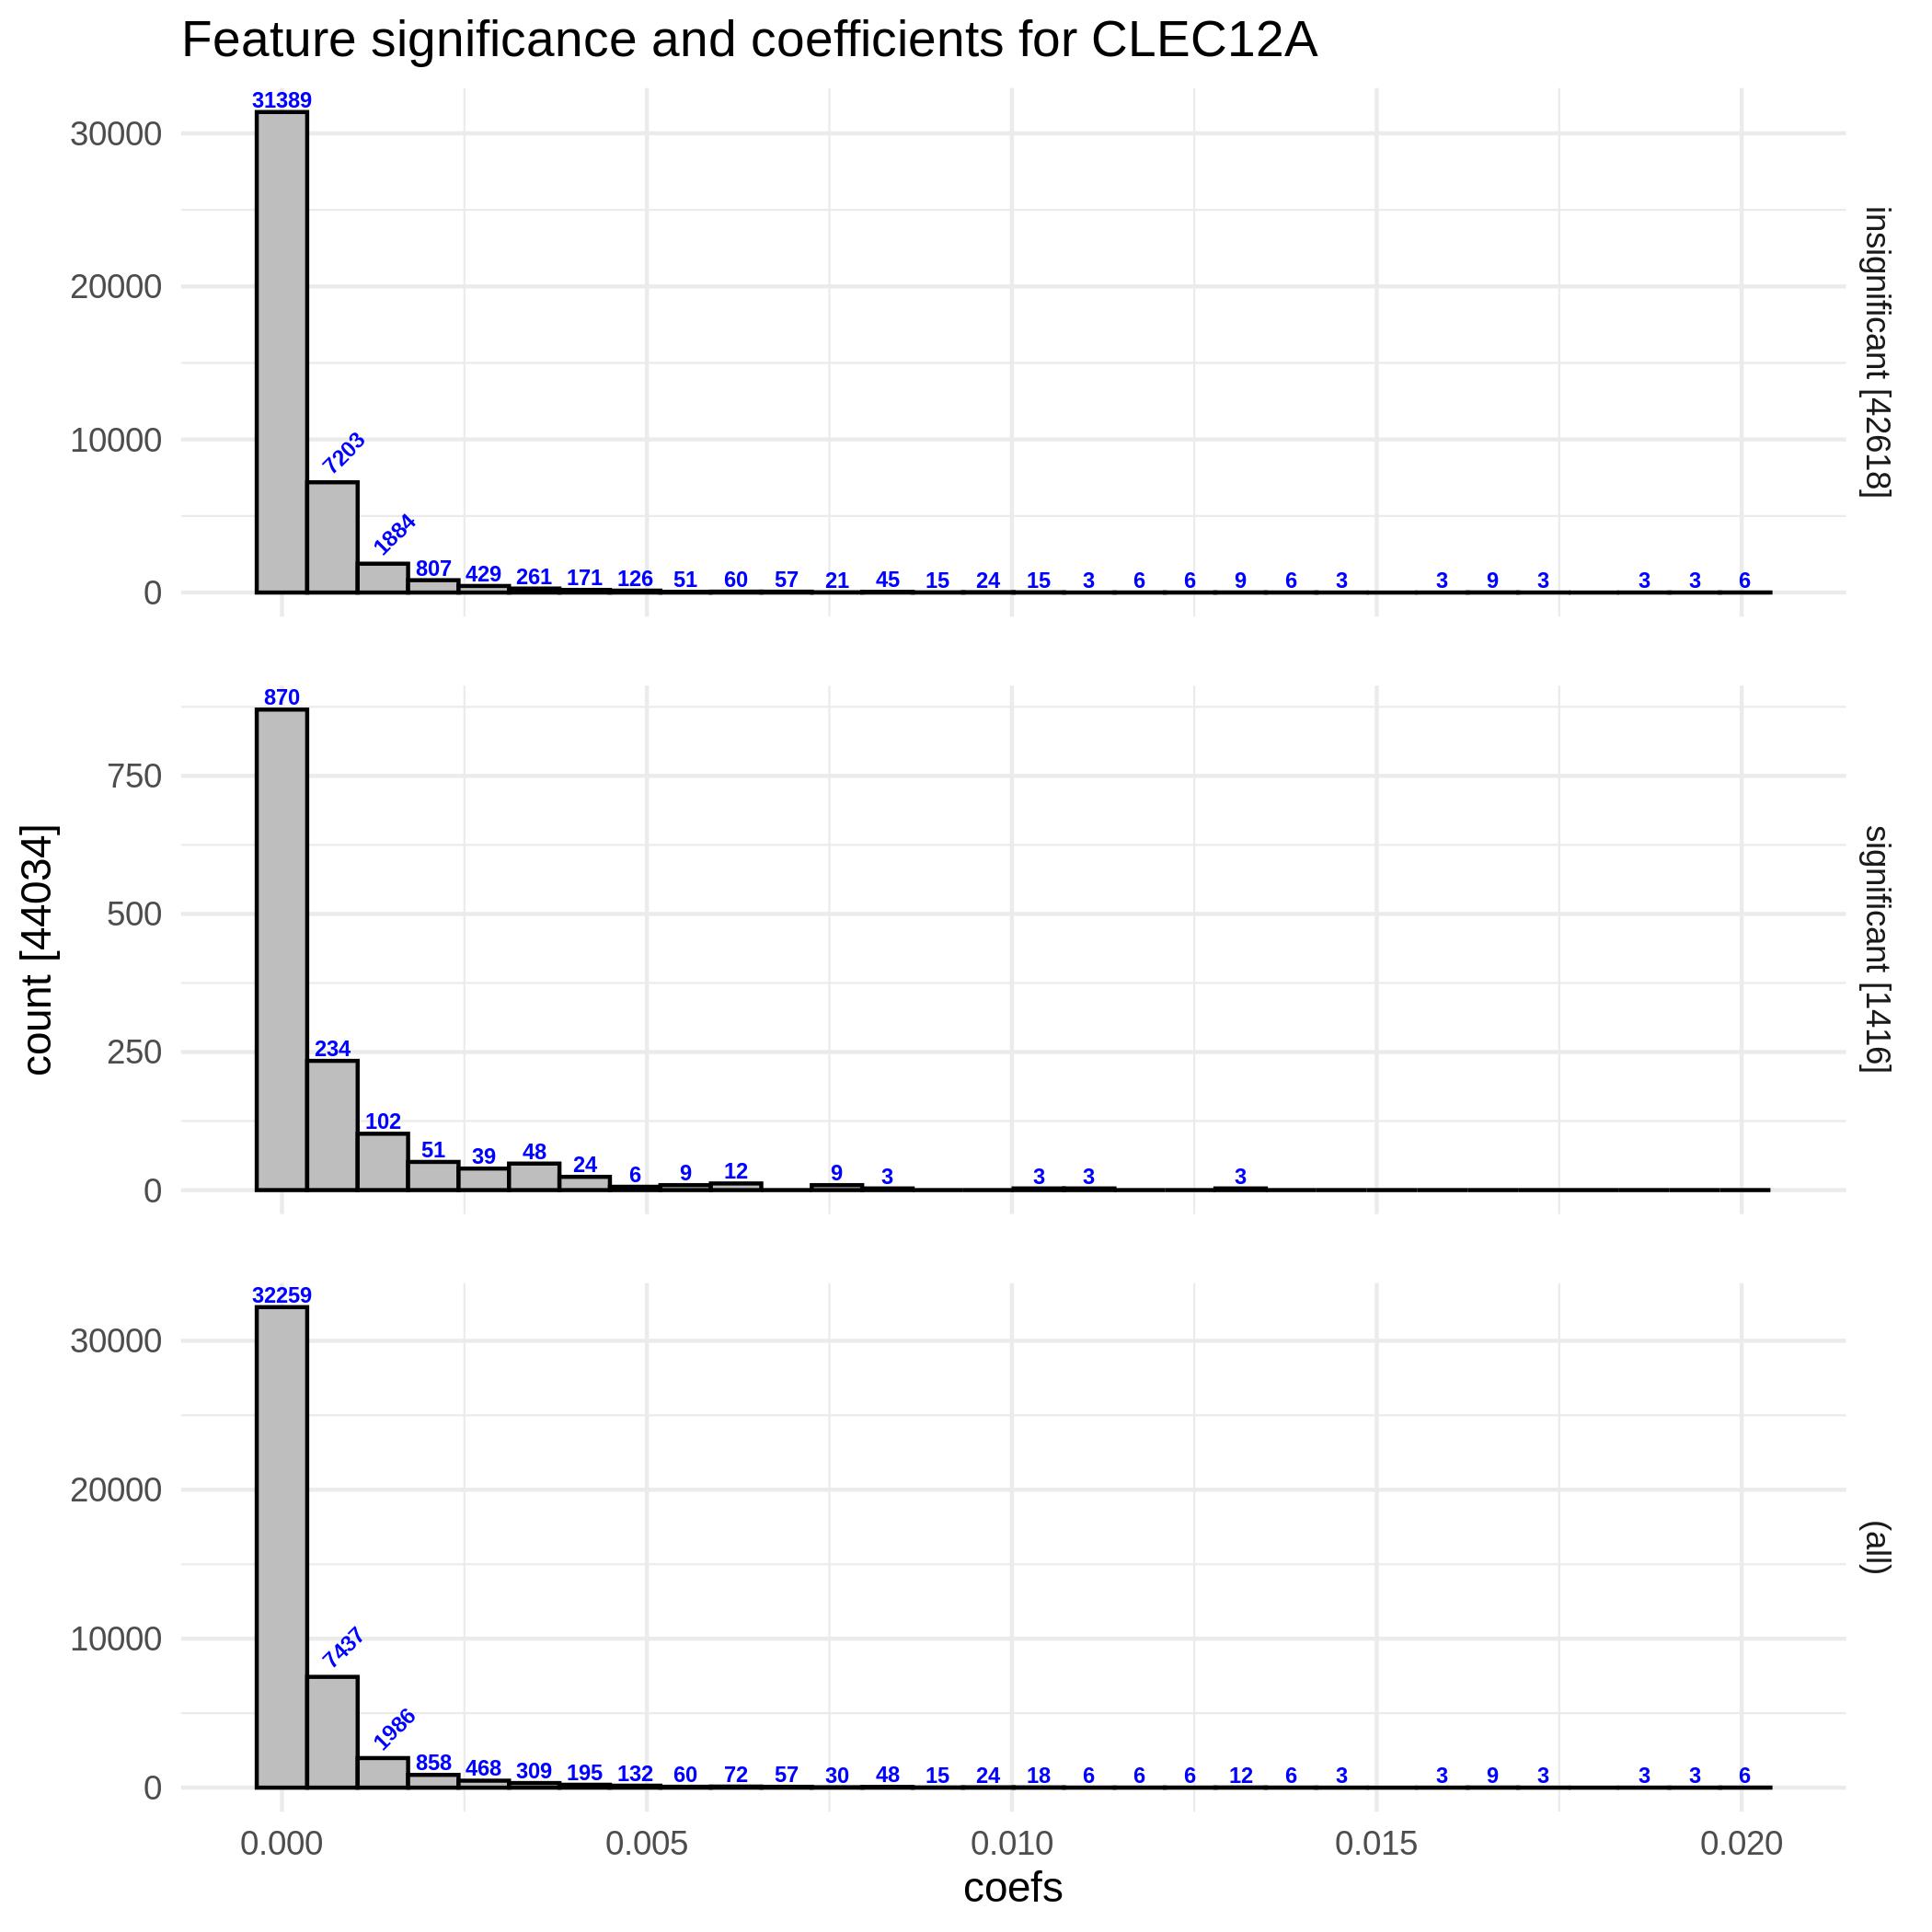 Feature significance and coefficients for CLEC12A
count [44034]
30000
20000
10000
0
31389
7203
1884
807 429 261 171 126 51 60 57 21 45 15 24 15 3 6 6 9 6 3 3 9 3 3 3 6
insignificant [42618]
750
500
250
0
870
234
102
51 39 48 24 6 9 12 9 3 3 3 3
significant [1416]
30000
20000
10000
0
32259
7437
1986
858 468 309 195 132 60 72 57 30 48 15 24 18 6 6 6 12 6 3 3 9 3 3 3 6
(all)
0.000 0.005 0.010 0.015 0.020
coefs